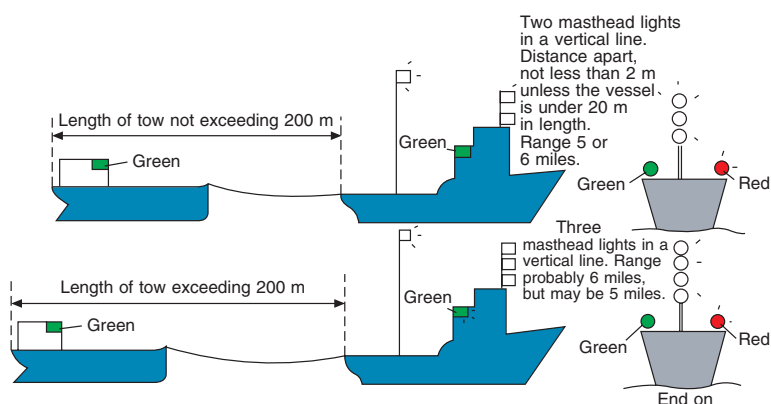 Two masthead lights
in a vertical line.
Distance apart,
not less than 2 m
unless the vessel
is under 20 m
in length.
Range 5 or
6 miles.
Length of tow not exceeding 200 m
Green
Green
Green
Red
Three
masthead lights in a
vertical line. Range
probably 6 miles,
but may be 5 miles.
Length of tow exceeding 200 m
Green
Green
Green
Red
End on